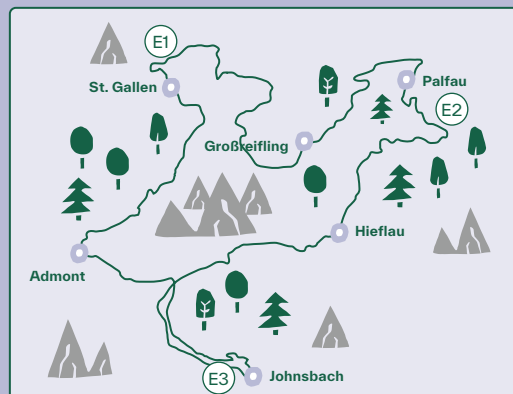 E1
St. Gallen
Palfau
E2
Großreifling
Hieflau
Admont
E3
Johnsbach